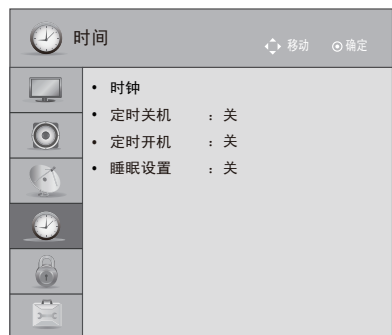 时间
移动 ⊙确定
• 时钟
• 定时关机 ：关
• 定时开机 ：关
• 睡眠设置 ：关